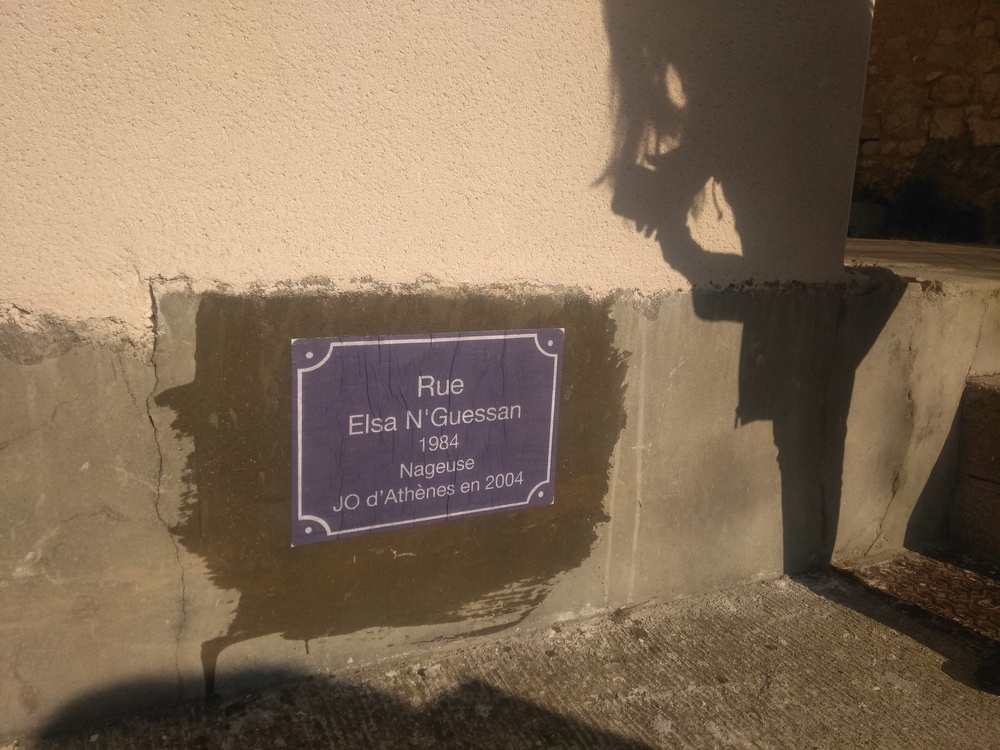 Rue
Elsa N'Guessan
1984
Nageuse
JO d'Athènes en 2004